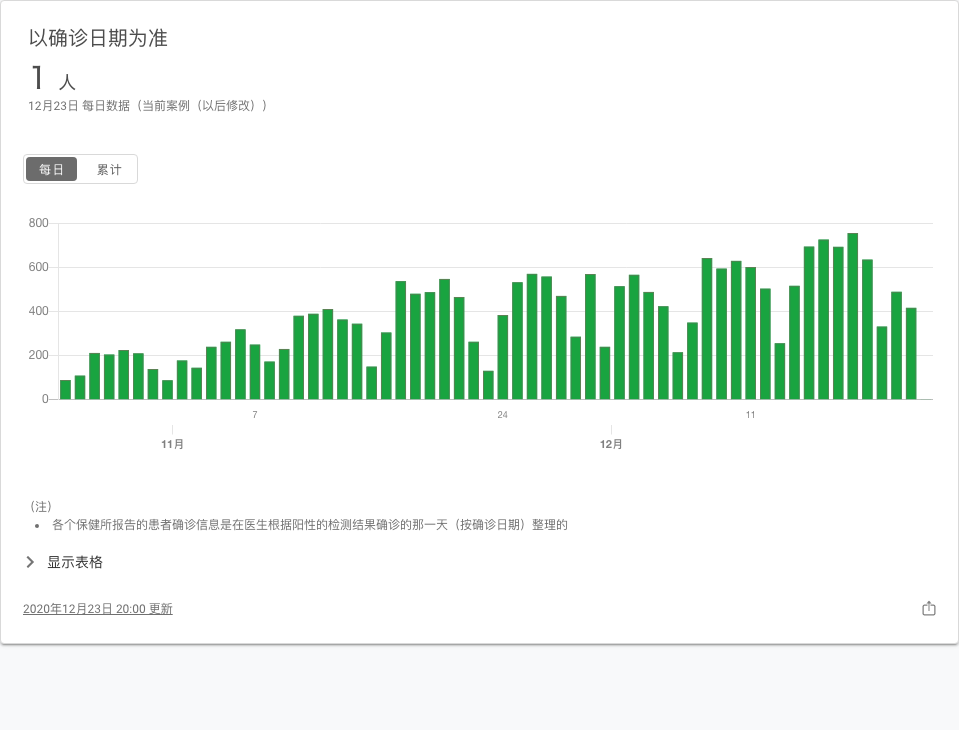 以确诊日期为准
1 人
12月23日 每日数据（当前案例（以后修改））
每日 累计
800
600
400
200
0
7 24 11
11月 12月
（注）
• 各个保健所报告的患者确诊信息是在医生根据阳性的检测结果确诊的那一天（按确诊日期）整理的
显示表格
2020年12月23日 20:00 更新